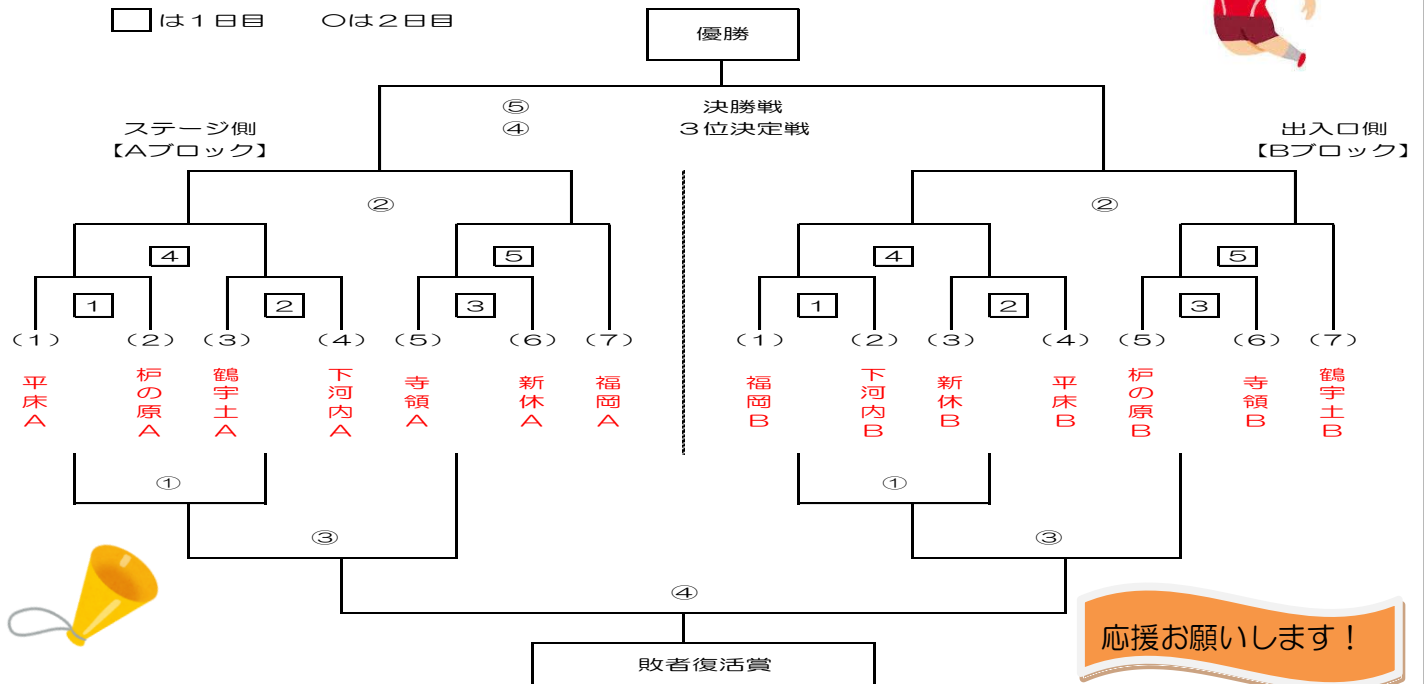 □は１日目　○は２日目
優勝
⑤　決勝戦
④　３位決定戦
ステージ側
【Aブロック】
出入口側
【Bブロック】
②　②
4　5　4　5
1　2　3　1　2　3
(1)　(2)　(3)　(4)　(5)　(6)　(7)　(1)　(2)　(3)　(4)　(5)　(6)　(7)
平床A
枦の原A
鶴宇土A
下河内A
寺領A
新休A
福岡A
福岡B
下河内B
新休B
平床B
枦の原B
寺領B
鶴宇土B
①　①
③　③
④
敗者復活賞
応援お願いします！